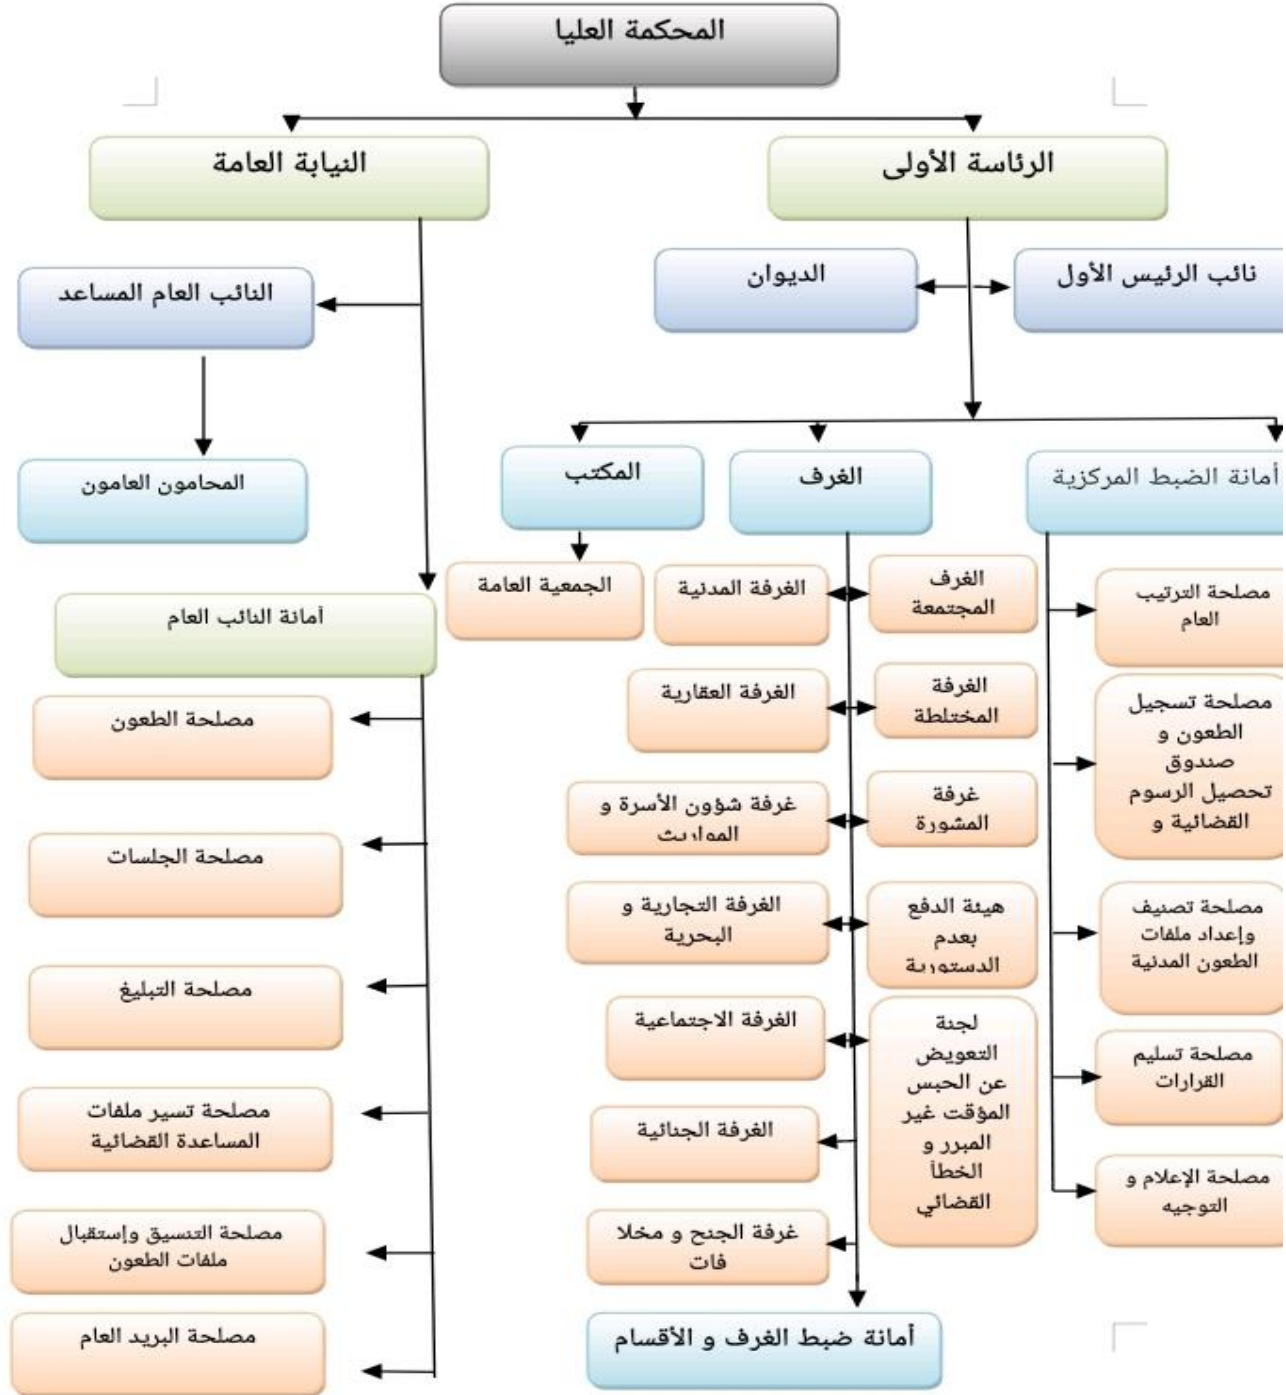 المحكمة العليا
الرئاسة الأولى
النيابة العامة
نائب الرئيس الأول
الديوان
النائب العام المساعد
المحامون العامون
أمانة الضبط المركزية
الغرف
المكتب
الجمعية العامة
مصلحة الترتيب
العام
مصلحة تسجيل
الطعون و
صندوق
تحصيل الرسوم
القضائية و
مصلحة تصنيف
وإعداد ملفات
الطعون المدنية
مصلحة تسليم
القرارات
مصلحة الإعلام و
التوجيه
الغرف
المجتمعة
الغرفة
المختلطة
غرفة
المشورة
هيئة الدفع
بعدم
الدستورية
لجنة
التعويض
عن الحبس
المؤقت غير
المبرر و
الخطأ
القضائي
الغرفة المدنية
الغرفة العقارية
غرفة شؤون الأسرة و
المواريث
الغرفة التجارية و
البحرية
الغرفة الاجتماعية
الغرفة الجنائية
غرفة الجنح و مخلا
فات
أمانة ضبط الغرف و الأقسام
أمانة النائب العام
مصلحة الطعون
مصلحة الجلسات
مصلحة التبليغ
مصلحة تسير ملفات
المساعدة القضائية
مصلحة التنسيق وإستقبال
ملفات الطعون
مصلحة البريد العام